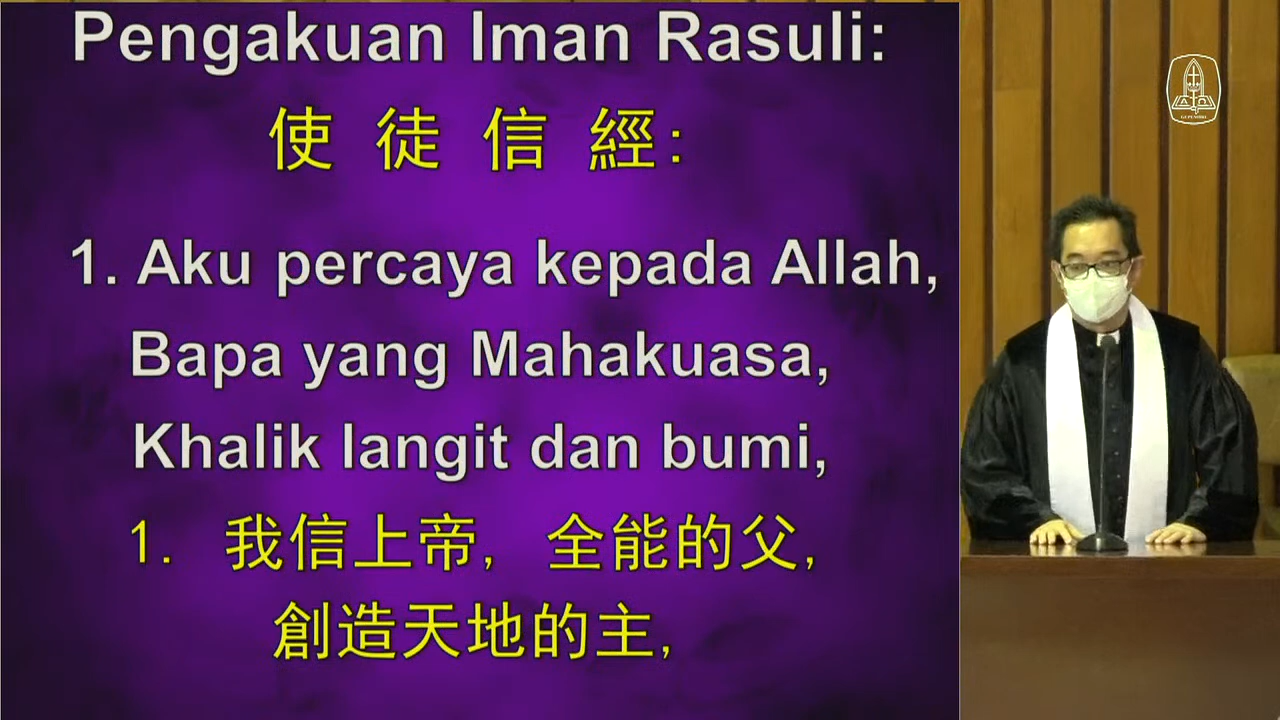 Pengakuan Iman Rasuli:
使徒信經:
1. Aku percaya kepada Allah,
Bapa yang Mahakuasa,
Khalik langit dan bumi,
1. 我信上帝, 全能的父,
創造天地的主,